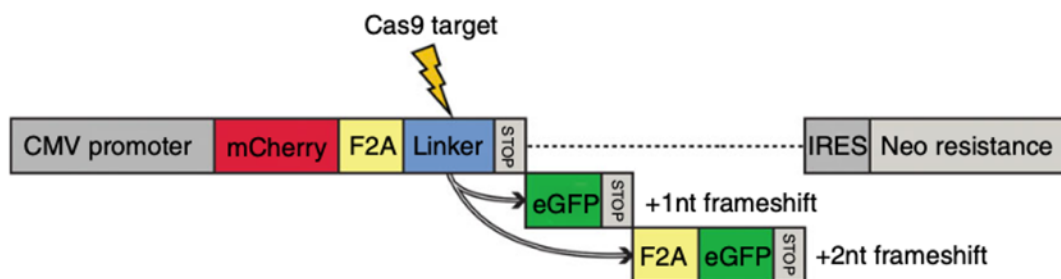 Cas9 target
CMV promoter mCherry F2A Linker STOP IRES Neo resistance
eGFP STOP +1nt frameshift
F2A eGFP STOP +2nt frameshift